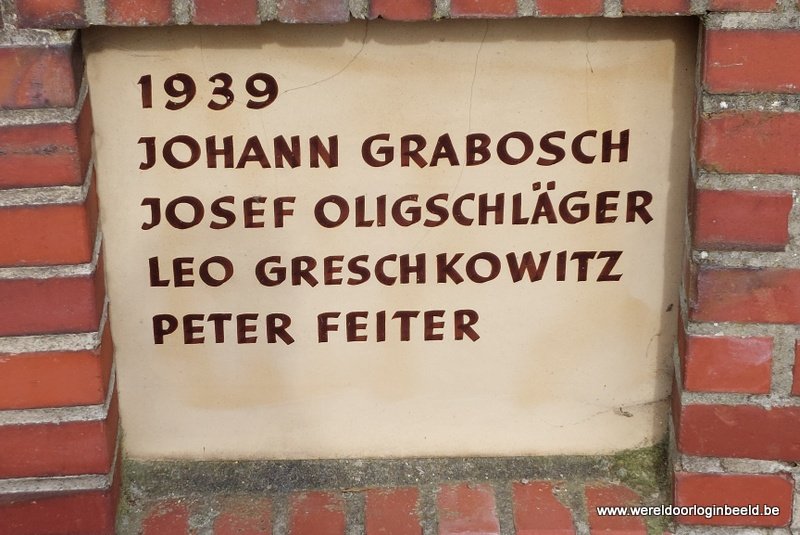 1939
JOHANN GRABOSCH
JOSEF OLIGSCHLÄGER
LEO GRESCHKOWITZ
PETER FEITER
www.wereldoorloginbeeld.be